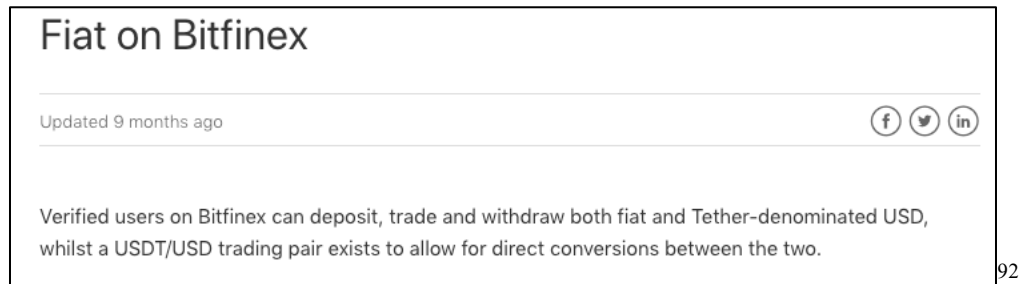 Fiat on Bitfinex
Updated 9 months ago
f in
Verified users on Bitfinex can deposit, trade and withdraw both fiat and Tether-denominated USD,
whilst a USDT/USD trading pair exists to allow for direct conversions between the two.
92